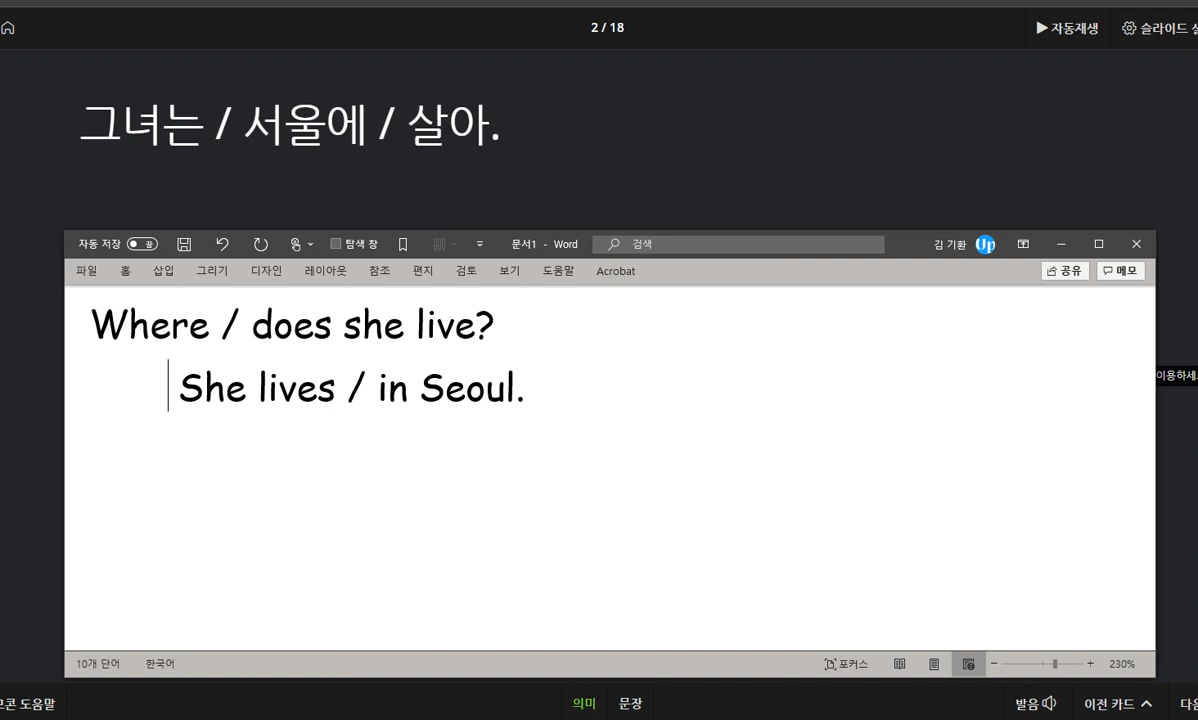 2 / 18
▶ 자동재생
슬라이드
그녀는 / 서울에 / 살아.
자동 저장 끔
탐색 창
문서1 - Word
검색
김 기환
Up
파일 홈 삽입 그리기 디자인 레이아웃 참조 편지 검토 보기 도움말 Acrobat
공유 메모
Where / does she live?
She lives / in Seoul.
이용하세
10개 단어 한국어
포커스
- + 230%
도움말
의미 문장
발음 이전 카드